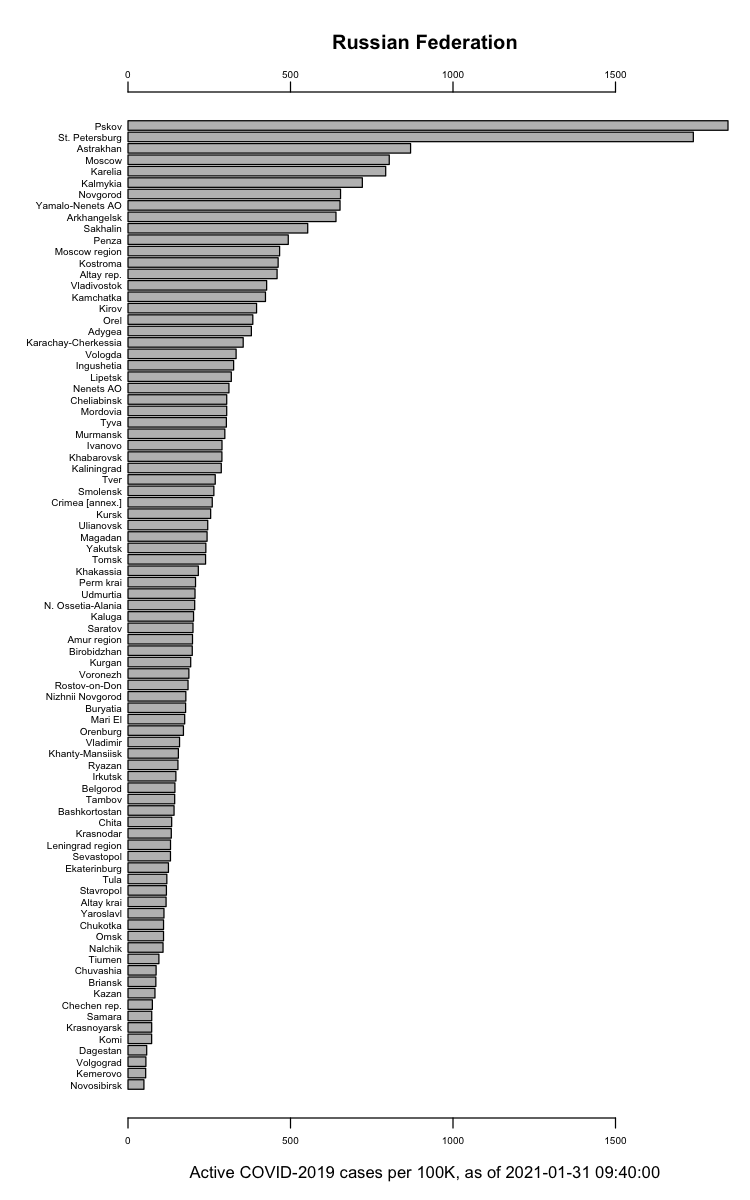 Russian Federation
0 500 1000 1500
Pskov
St. Petersburg
Astrakhan
Moscow
Karelia
Kalmykia
Novgorod
Yamalo-Nenets AO
Arkhangelsk
Sakhalin
Penza
Moscow region
Kostroma
Altay rep.
Vladivostok
Kamchatka
Kirov
Orel
Adygea
Karachay-Cherkessia
Vologda
Ingushetia
Lipetsk
Nenets AO
Cheliabinsk
Mordovia
Tyva
Murmansk
Ivanovo
Khabarovsk
Kaliningrad
Tver
Smolensk
Crimea [annex.]
Kursk
Ulianovsk
Magadan
Yakutsk
Tomsk
Khakassia
Perm krai
Udmurtia
N. Ossetia-Alania
Kaluga
Saratov
Amur region
Birobidzhan
Kurgan
Voronezh
Rostov-on-Don
Nizhnii Novgorod
Buryatia
Mari El
Orenburg
Vladimir
Khanty-Mansiisk
Ryazan
Irkutsk
Belgorod
Tambov
Bashkortostan
Chita
Krasnodar
Leningrad region
Sevastopol
Ekaterinburg
Tula
Stavropol
Altay krai
Yaroslavl
Chukotka
Omsk
Nalchik
Tiumen
Chuvashia
Briansk
Kazan
Chechen rep.
Samara
Krasnoyarsk
Komi
Dagestan
Volgograd
Kemerovo
Novosibirsk
0 500 1000 1500
Active COVID-2019 cases per 100K, as of 2021-01-31 09:40:00